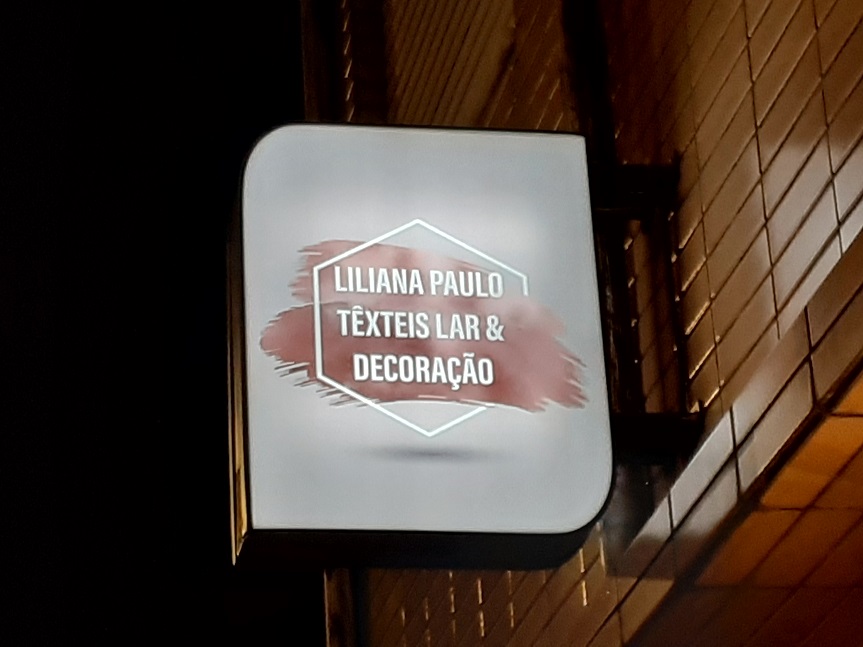 LILIANA PAULO
TÊXTEIS LAR &
DECORAÇÃO